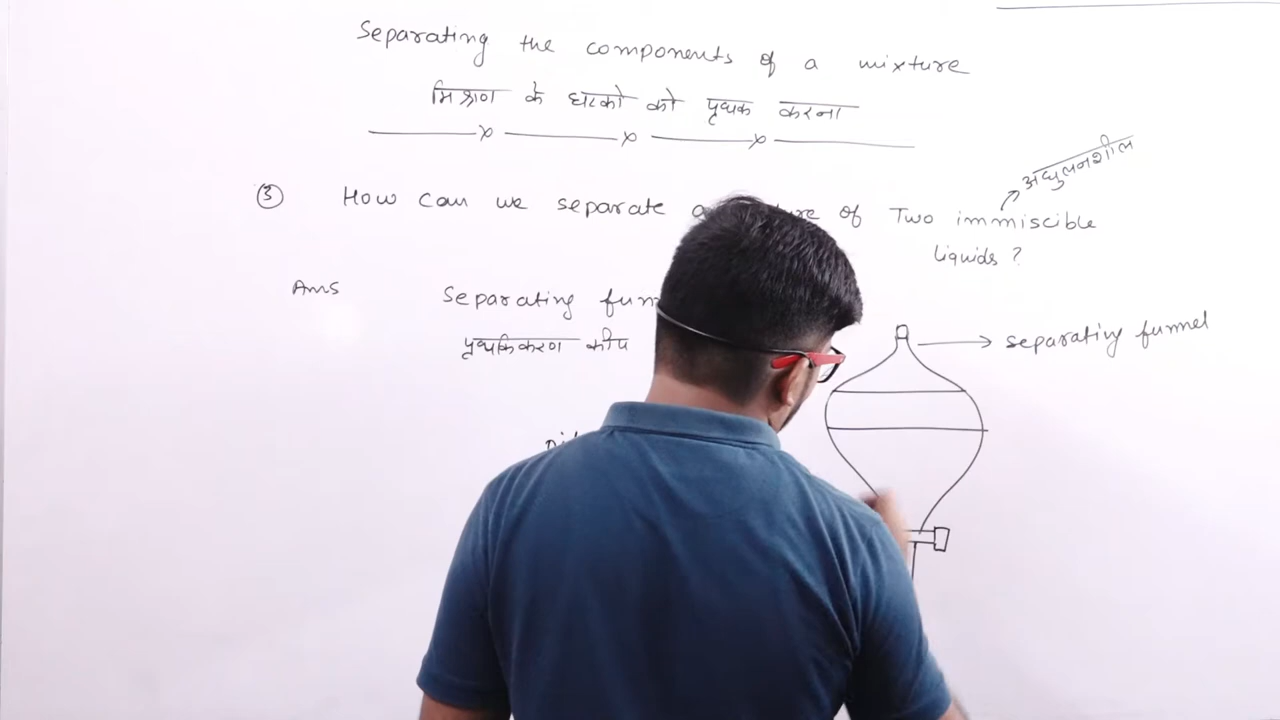 Separating the components of a mixture
मिश्रण के घटको को पृथक करना
अघुलनशील
③ How can we separate a of Two immiscible
liquids ?
Ans Separating
पृथकिकरण कीप
separating funnel